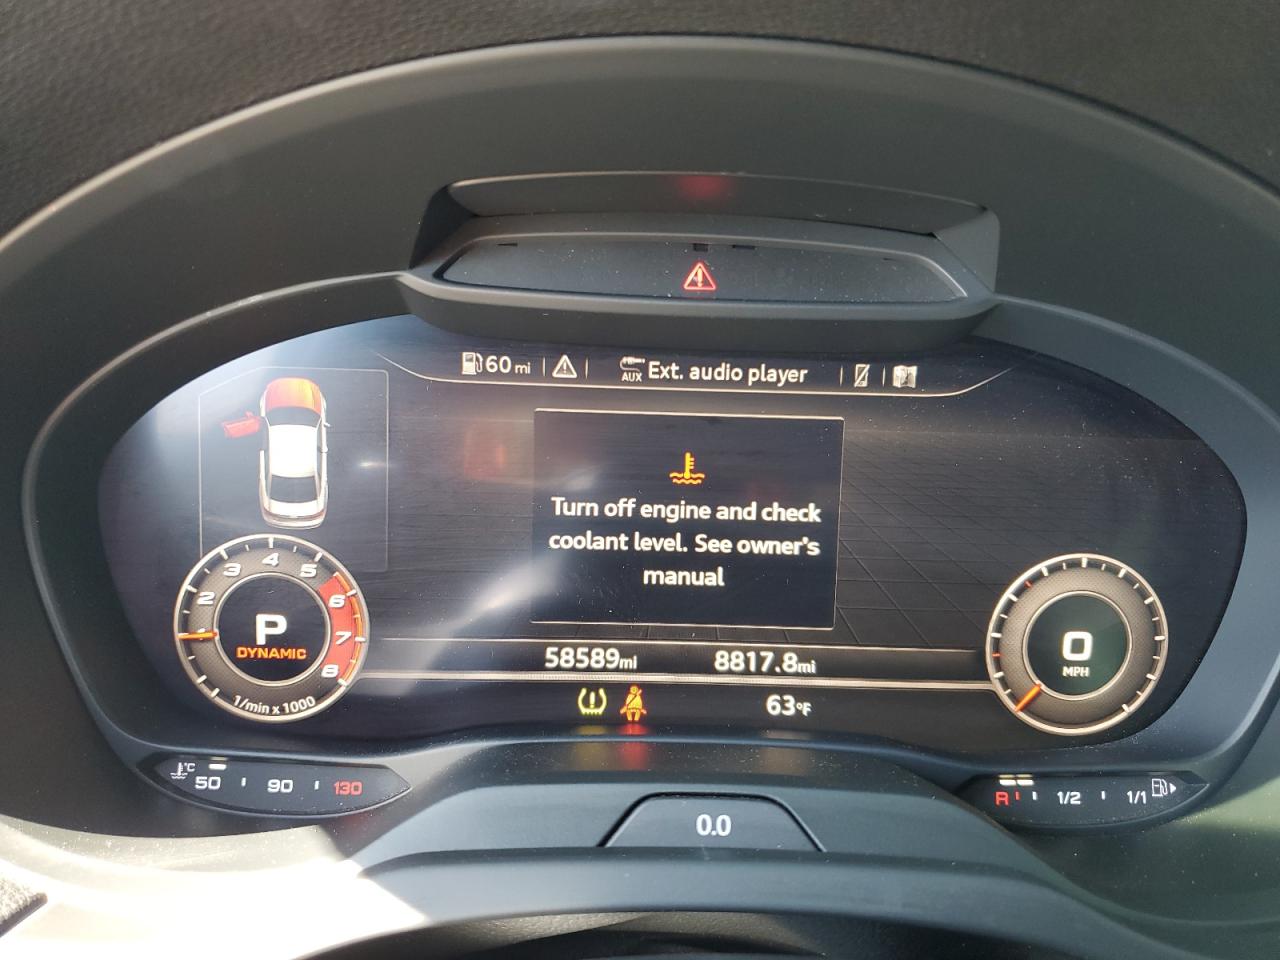 60 mi
AUX Ext. audio player
Turn off engine and check
coolant level. See owner's
manual
2 3 4 5 6 7 8
P
DYNAMIC
1/min x 1000
0
MPH
58589mi 8817.8mi
63°F
°C
50 90 130
R 1/2 1/1
0.0